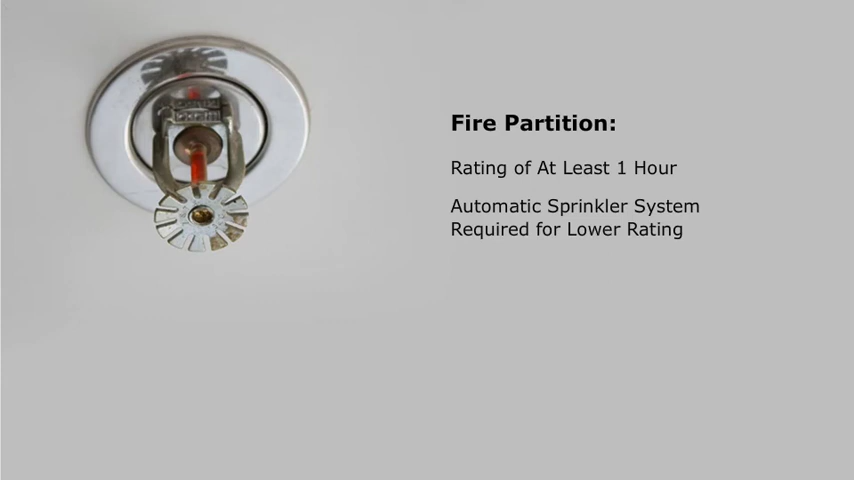 Fire Partition:
Rating of At Least 1 Hour
Automatic Sprinkler System
Required for Lower Rating